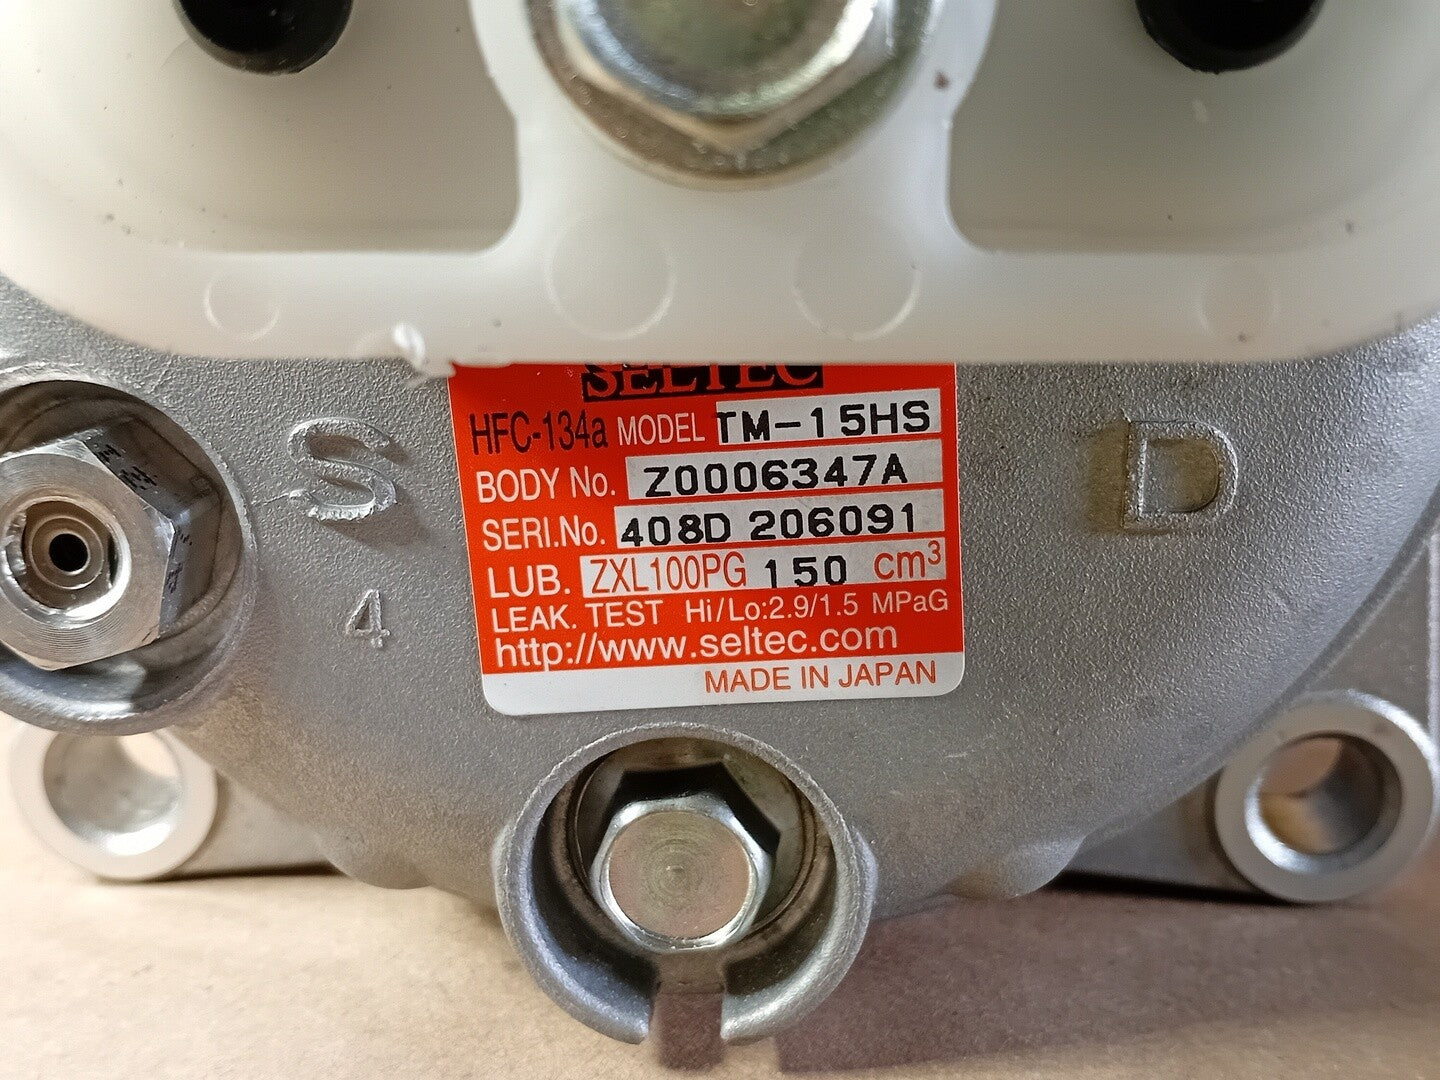 SELTEC
HFC-134a MODEL TM-15HS
BODY No. Z0006347A
SERI.No. 408D 206091
LUB. ZXL100PG 150 cm³
LEAK. TEST Hi/Lo:2.9/1.5 MPaG
http://www.seltec.com
MADE IN JAPAN
S
D
4